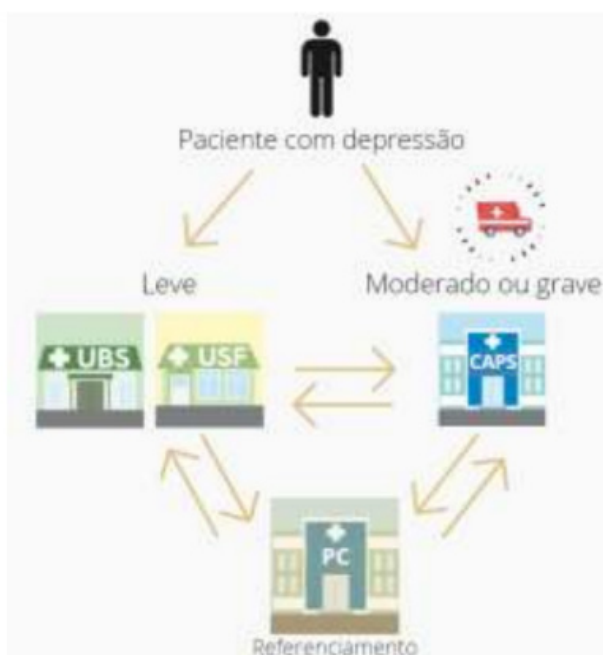 Paciente com depressão
Leve
Moderado ou grave
UBS
USF
CAPS
PC
Referenciamento